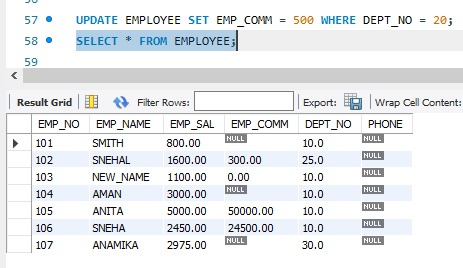 57 UPDATE EMPLOYEE SET EMP_COMM = 500 WHERE DEPT_NO = 20;
58 SELECT * FROM EMPLOYEE;
59
Result Grid Filter Rows: Export: Wrap Cell Content:
EMP_NO EMP_NAME EMP_SAL EMP_COMM DEPT_NO PHONE
101 SMITH 800.00 NULL 10.0 NULL
102 SNEHAL 1600.00 300.00 25.0 NULL
103 NEW_NAME 1100.00 0.00 10.0 NULL
104 AMAN 3000.00 NULL 10.0 NULL
105 ANITA 5000.00 50000.00 10.0 NULL
106 SNEHA 2450.00 24500.00 10.0 NULL
107 ANAMIKA 2975.00 NULL 30.0 NULL